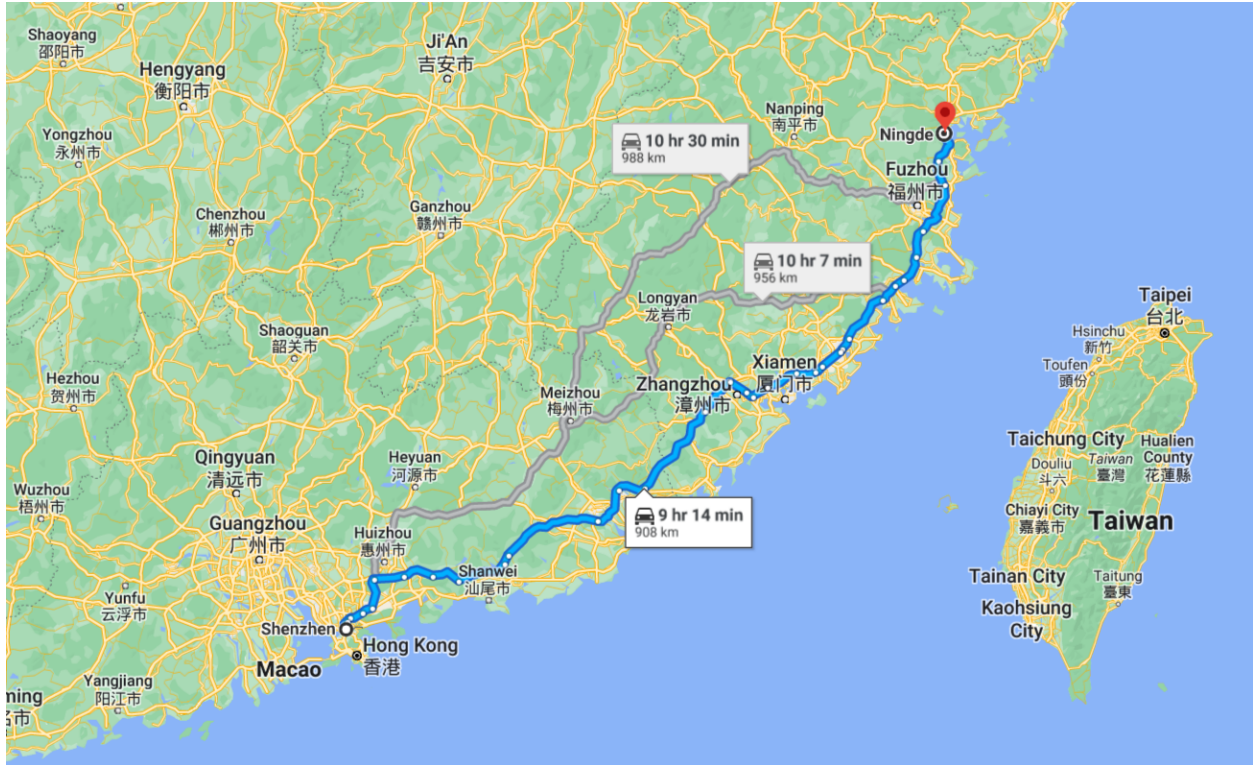 Shaoyang
邵阳市
Hengyang
衡阳市
Ji'An
吉安市
Nanping
南平市
Ningde
10 hr 30 min
988 km
Yongzhou
永州市
Fuzhou
福州市
Chenzhou
郴州市
Ganzhou
赣州市
10 hr 7 min
956 km
Longyan
龙岩市
Taipei
台北
Shaoguan
韶关市
Hsinchu
新竹
Toufen
頭份
Xiamen
厦门市
Hezhou
贺州市
Zhangzhou
漳州市
Meizhou
梅州市
Taichung City
Taiwan
臺灣
Hualien
County
花蓮縣
Qingyuan
清远市
Heyuan
河源市
Douliu
斗六
Wuzhou
梧州市
9 hr 14 min
908 km
Chiayi City
嘉義市
Taiwan
Guangzhou
广州市
Huizhou
惠州市
Shanwei
汕尾市
Tainan City
Taitung
臺東
Yunfu
云浮市
Kaohsiung
City
Shenzhen
Hong Kong
香港
Macao
Yangjiang
阳江市
ming
名市